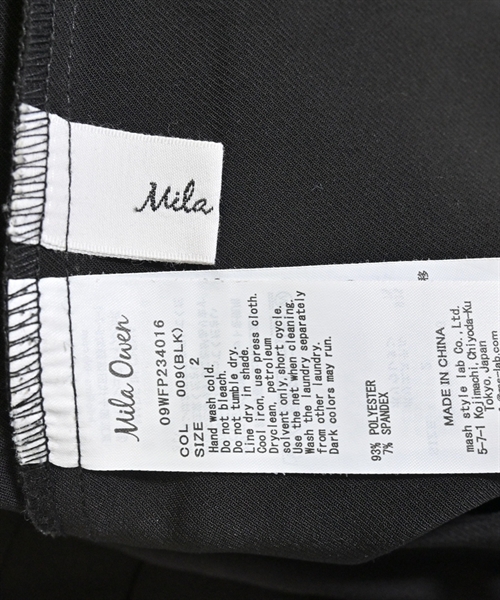 Mila
Mila Owen
09WFP234016
COL 009(BLK)
SIZE 2
Hand wash cold.
Do not bleach.
Do not tumble dry.
Line dry in shade.
Cool iron, use press cloth.
Dryclean, petroleum
solvent only,short cycle.
Use the net when cleaning.
Wash the laundry separately
from other laundry.
Dark colors may run.
93% POLYESTER
7% SPANDEX
移
MADE IN CHINA
mash style lab Co.,Ltd.
5-7-1 Kojimachi,Chiyoda-Ku
Tokyo,Japan